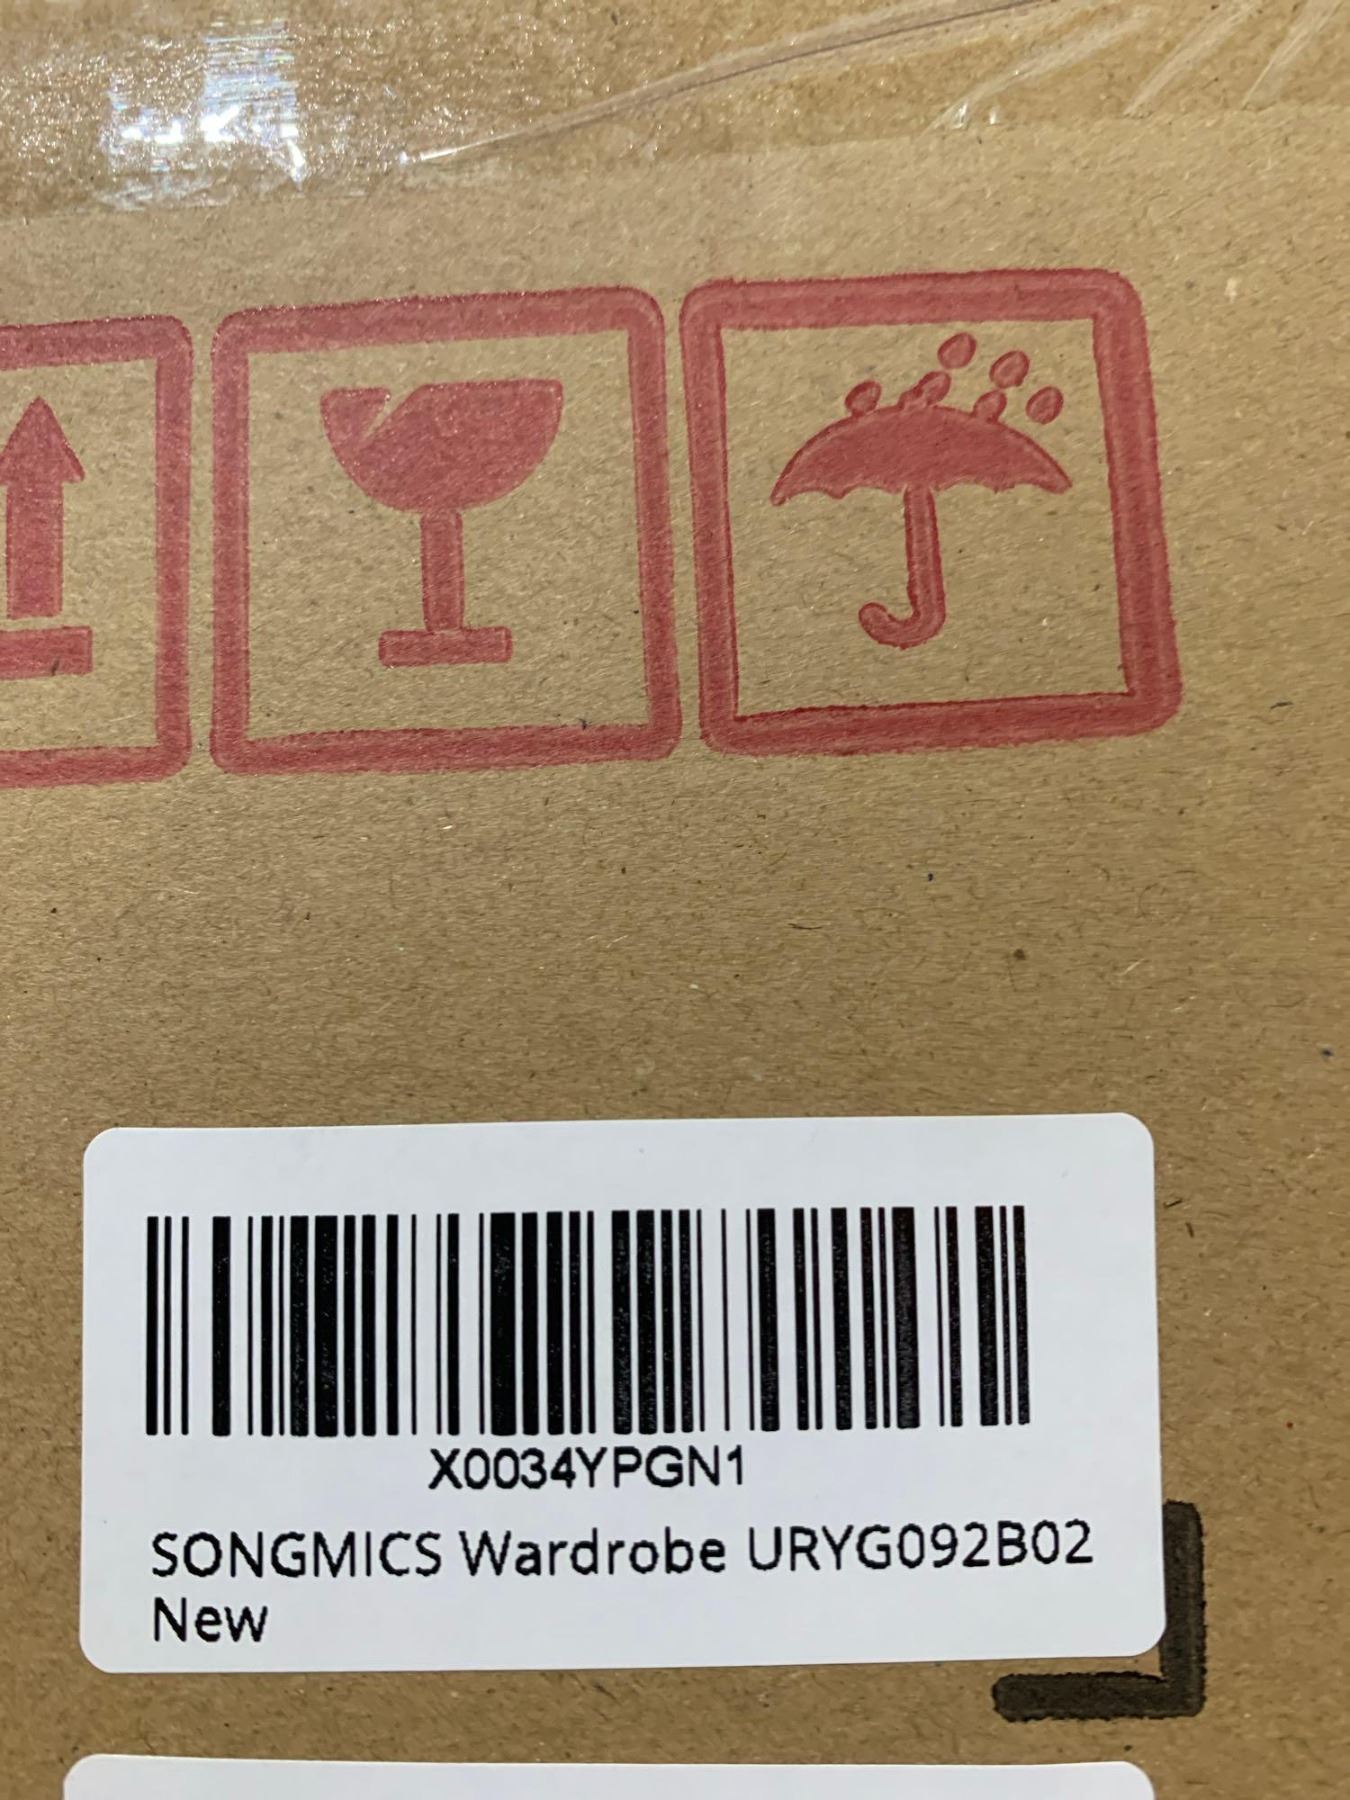 X0034YPGN1
SONGMICS Wardrobe URYG092B02
New